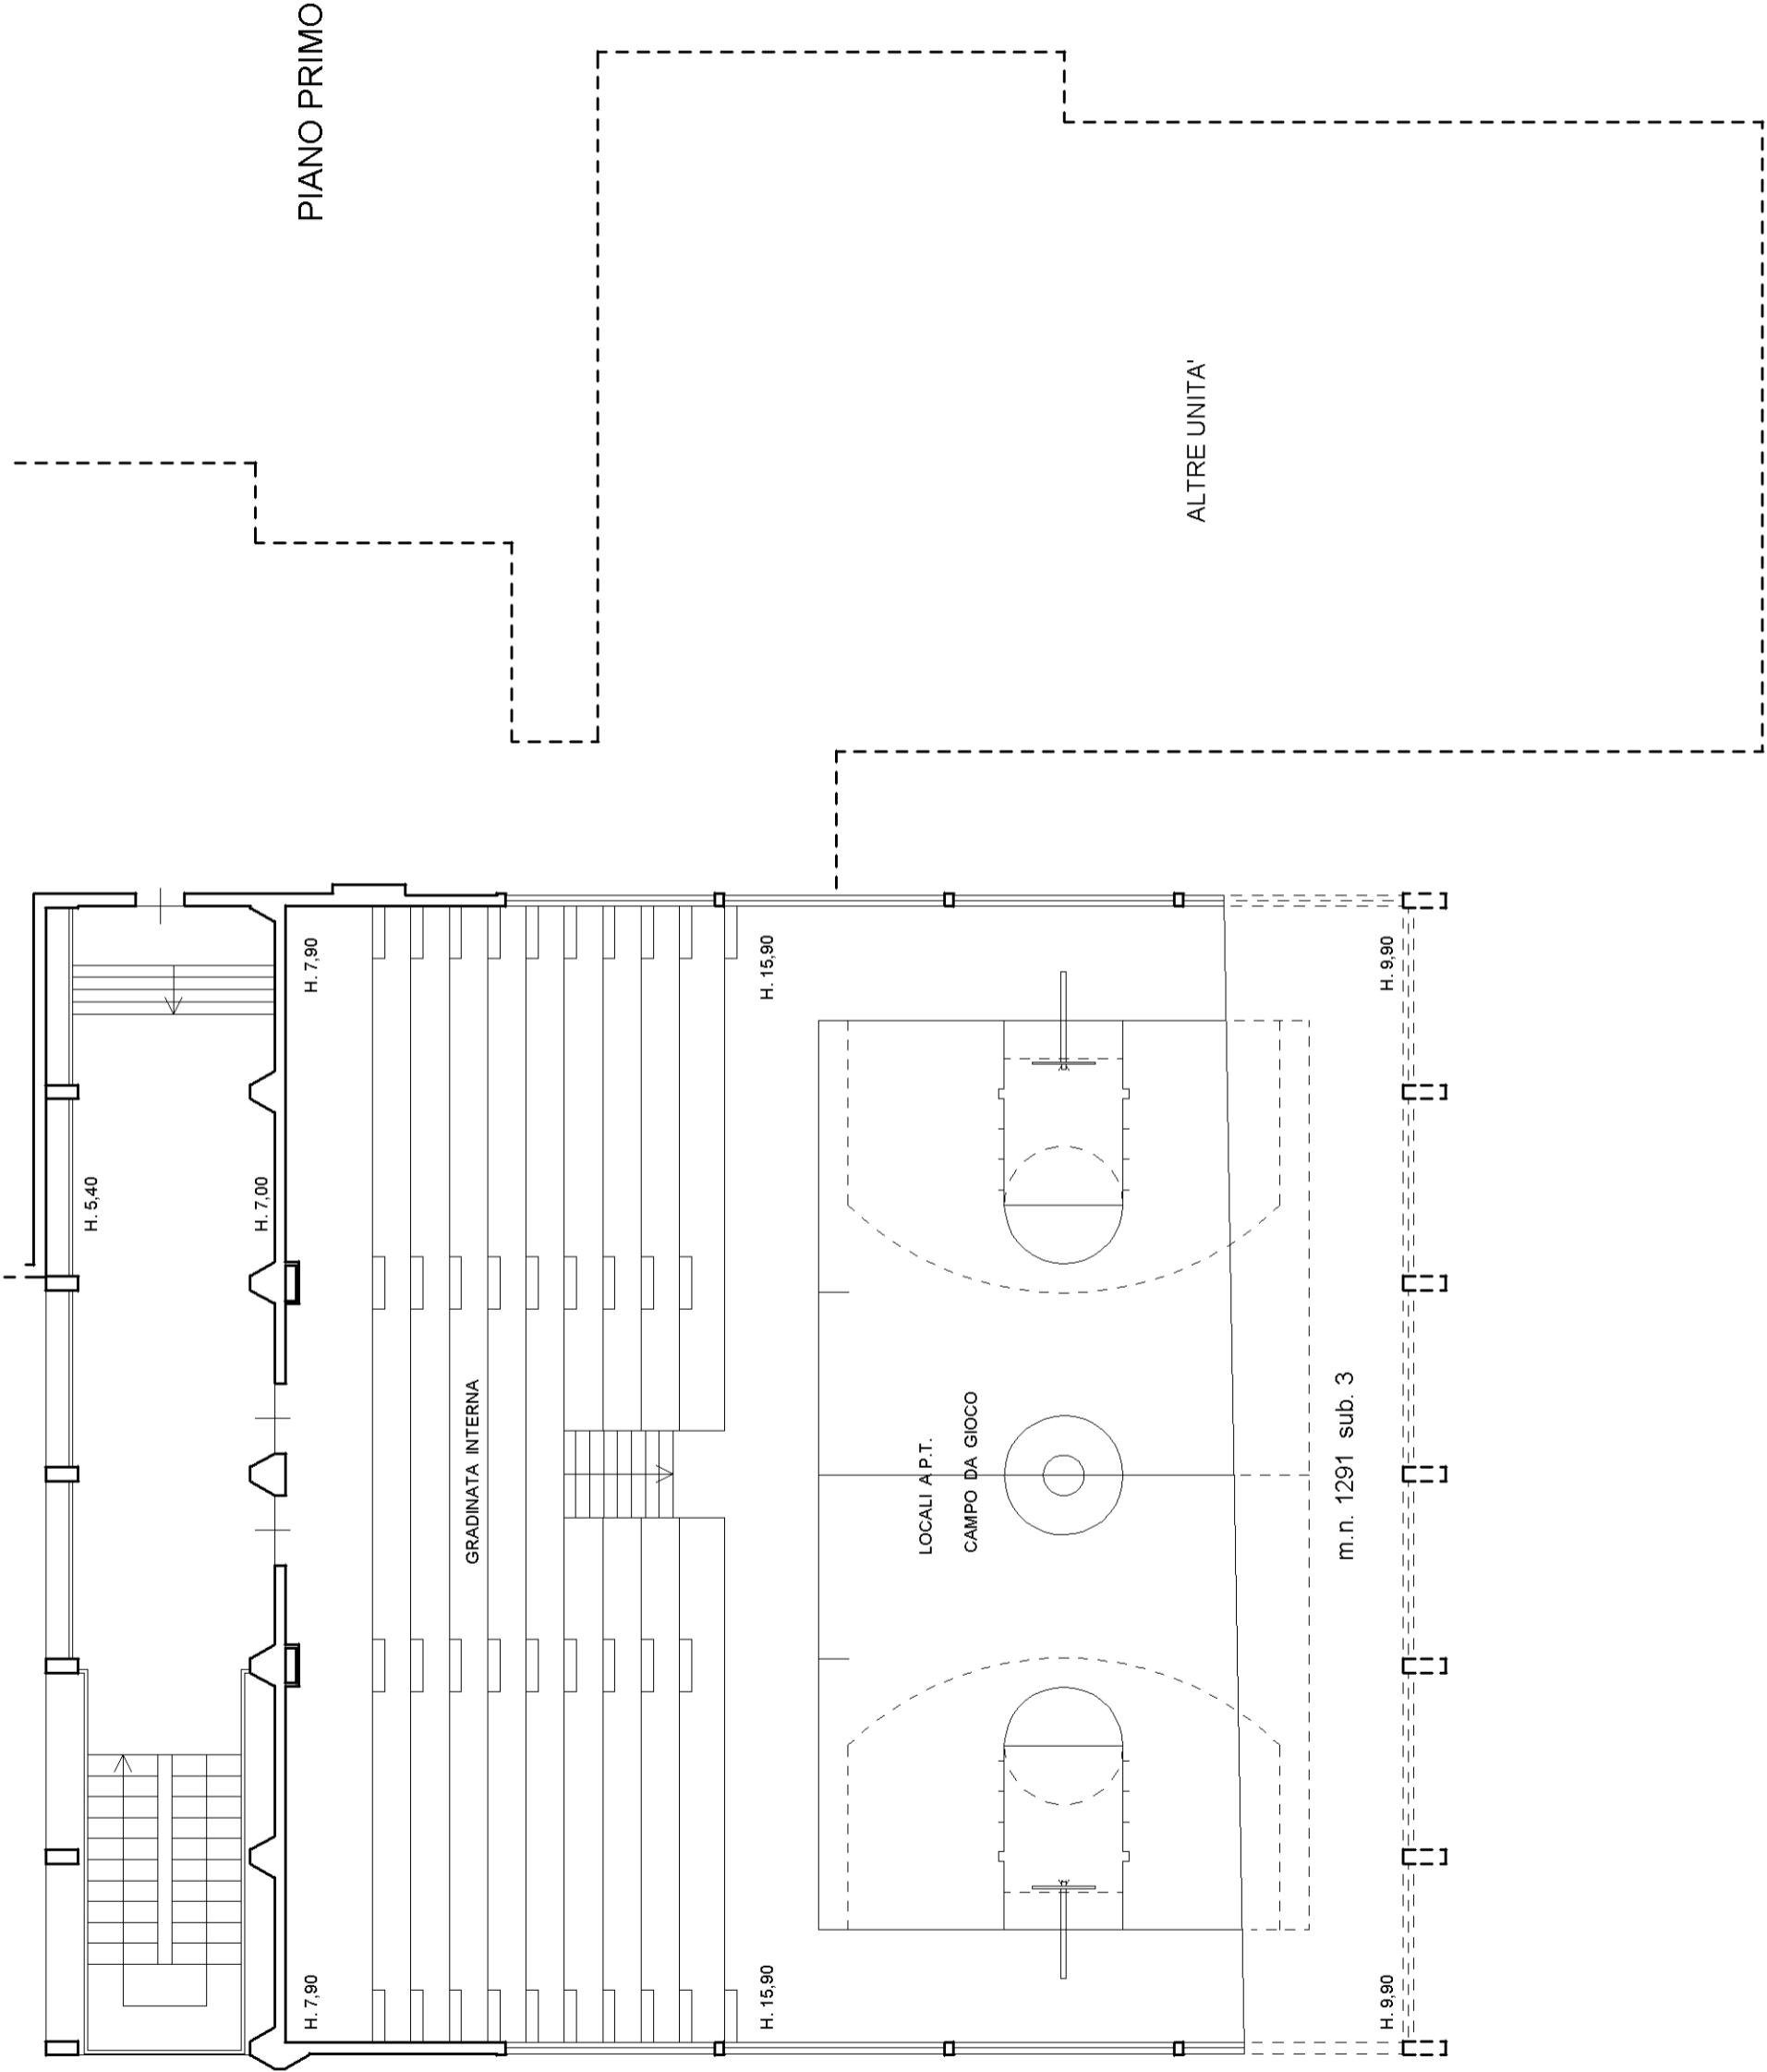 PIANO PRIMO
ALTRE UNITA'
H. 7,90
H. 15,90
H. 9,90
H. 5,40
H. 7,00
GRADINATA INTERNA
LOCALI A P.T.
CAMPO DA GIOCO
m.n. 1291 sub. 3
H. 7,90
H. 15,90
H. 9,90